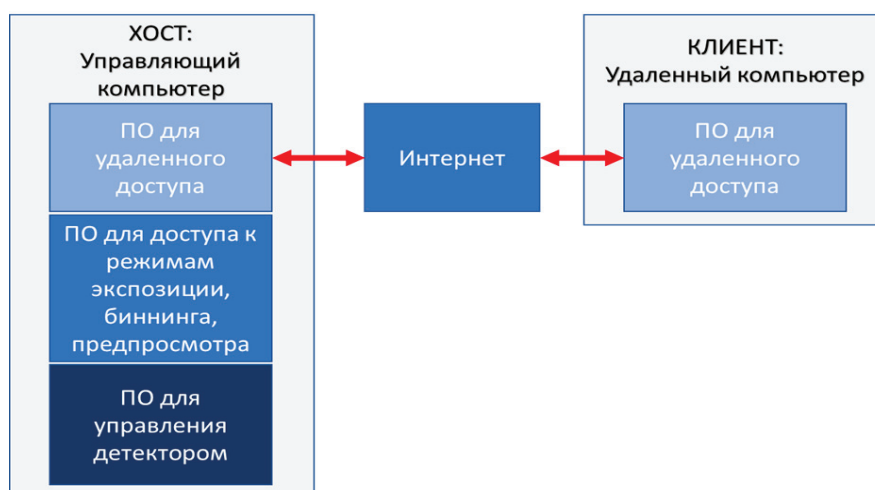 ХОСТ:
Управляющий
компьютер
ПО для
удаленного
доступа
ПО для доступа к
режимам
экспозиции,
биннинга,
предпросмотра
ПО для
управления
детектором
Интернет
КЛИЕНТ:
Удаленный компьютер
ПО для
удаленного
доступа